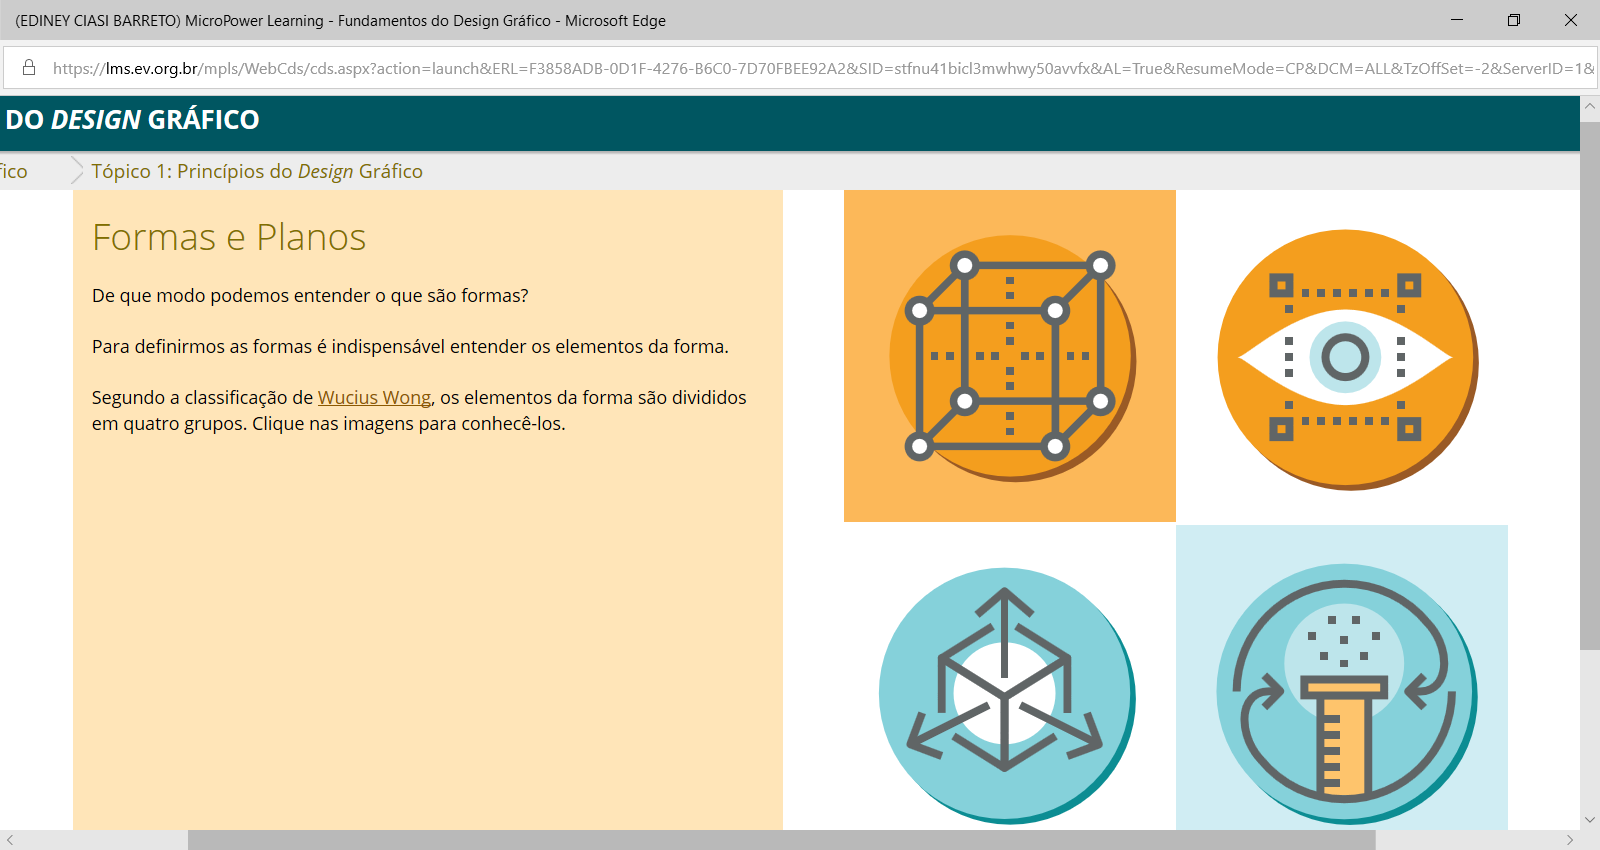 (EDINEY CIASI BARRETO) MicroPower Learning - Fundamentos do Design Gráfico - Microsoft Edge
https://lms.ev.org.br/mpls/WebCds/cds.aspx?action=launch&ERL=F3858ADB-0D1F-4276-B6C0-7D70FBEE92A2&SID=stfnu41bicl3mwhwy50avvfx&AL=True&ResumeMode=CP&DCM=ALL&TzOffSet=-2&ServerID=1&
DO DESIGN GRÁFICO
fico Tópico 1: Princípios do Design Gráfico
Formas e Planos
De que modo podemos entender o que são formas?
Para definirmos as formas é indispensável entender os elementos da forma.
Segundo a classificação de Wucius Wong, os elementos da forma são divididos
em quatro grupos. Clique nas imagens para conhecê-los.